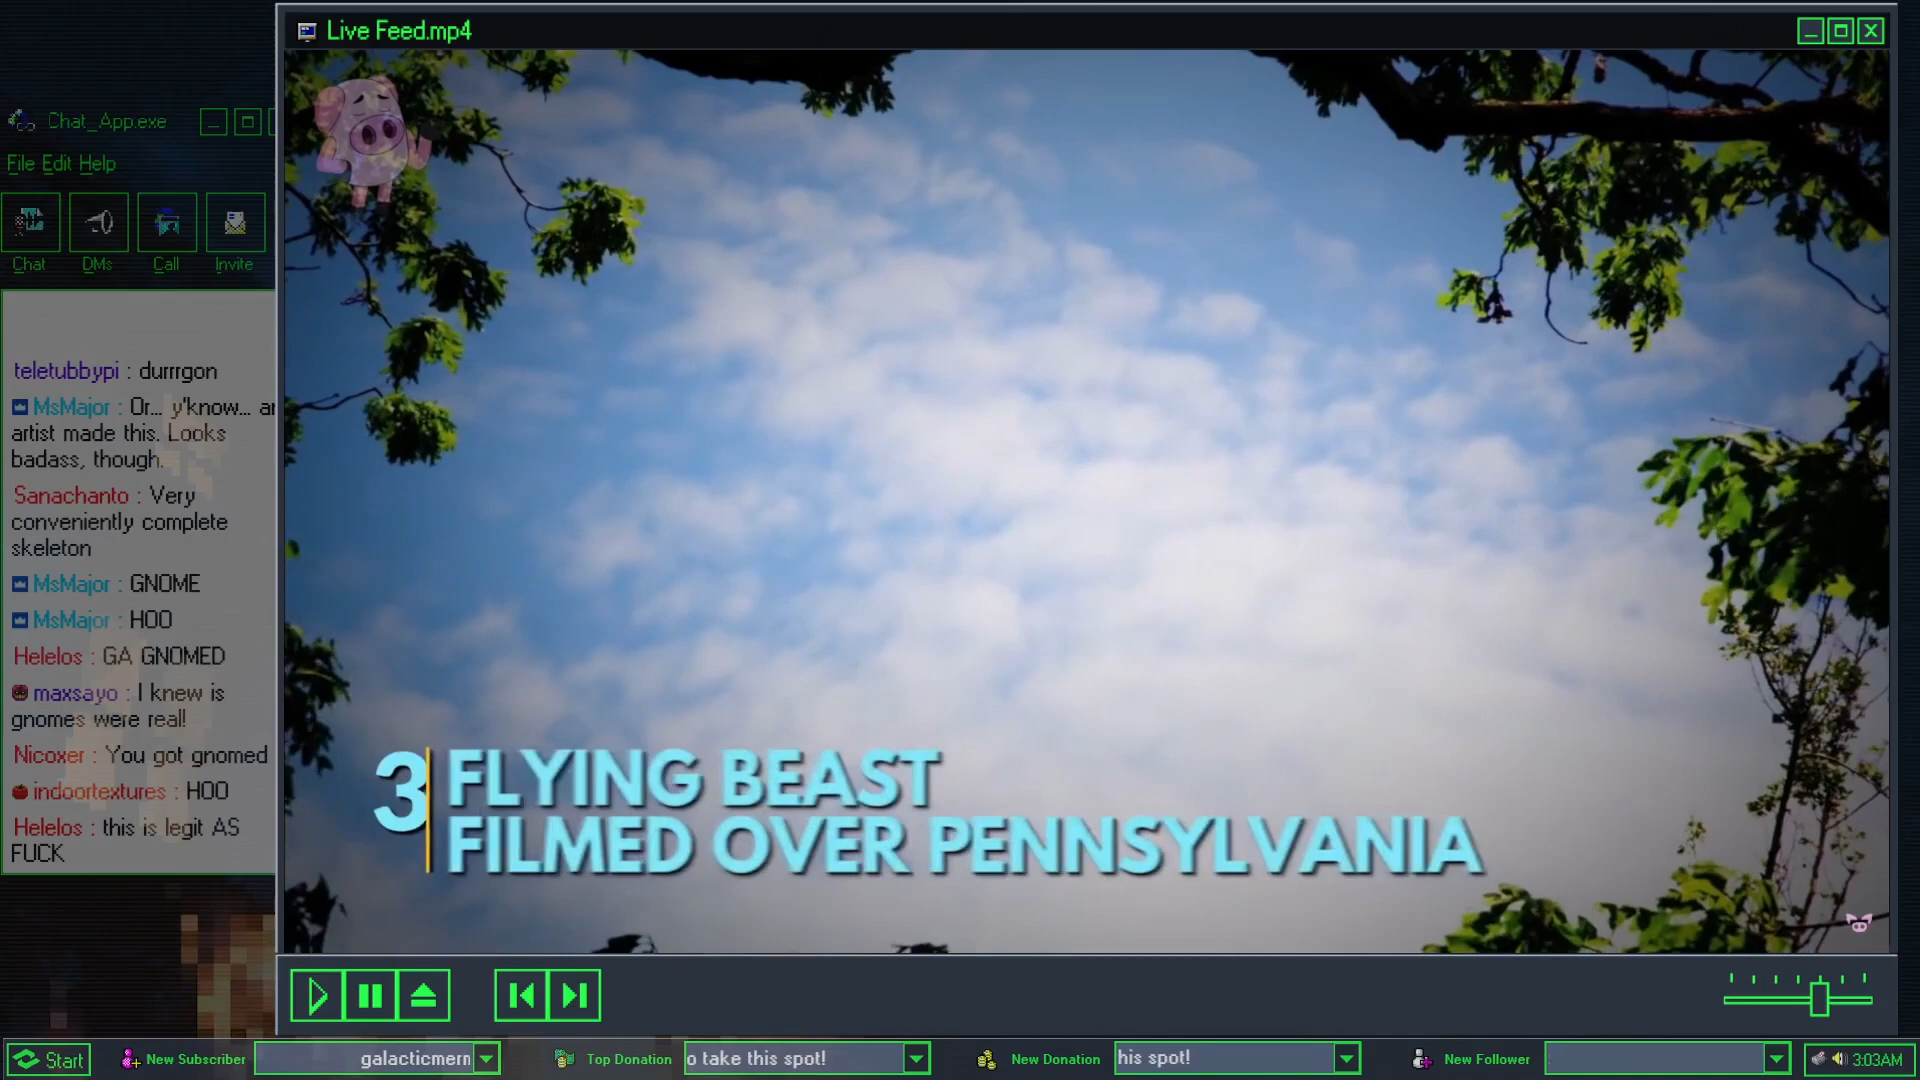 Live Feed.mp4
Chat_App.exe
File Edit Help
Chat DMs Call Invite
teletubbypi : durrrgon
MsMajor : Or... y'know... an
artist made this. Looks
badass, though.
Sanachanto : Very
conveniently complete
skeleton
MsMajor : GNOME
MsMajor : HOO
Helelos : GA GNOMED
maxsayo : I knew is
gnomes were real!
Nicoxer : You got gnomed
indoortextures : HOO
Helelos : this is legit AS
FUCK
3 FLYING BEAST
FILMED OVER PENNSYLVANIA
Start New Subscriber galacticmern Top Donation o take this spot! New Donation his spot! New Follower 3:03AM